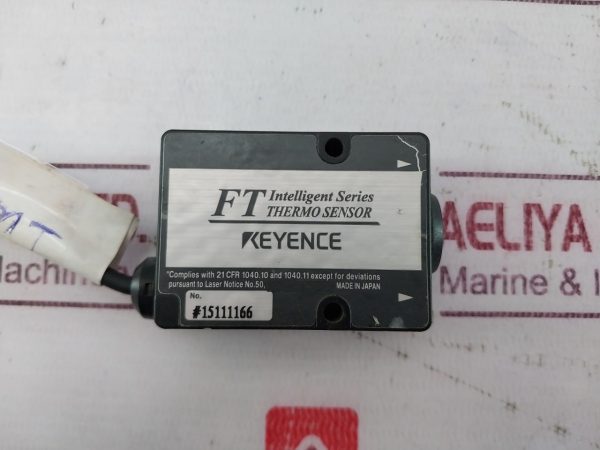 FT Intelligent Series
THERMO SENSOR
KEYENCE
*Complies with 21 CFR 1040.10 and 1040.11 except for deviations
pursuant to Laser Notice No.50,
MADE IN JAPAN
No.
#15111166
AELIYA
Marine & I
TD.
Machin